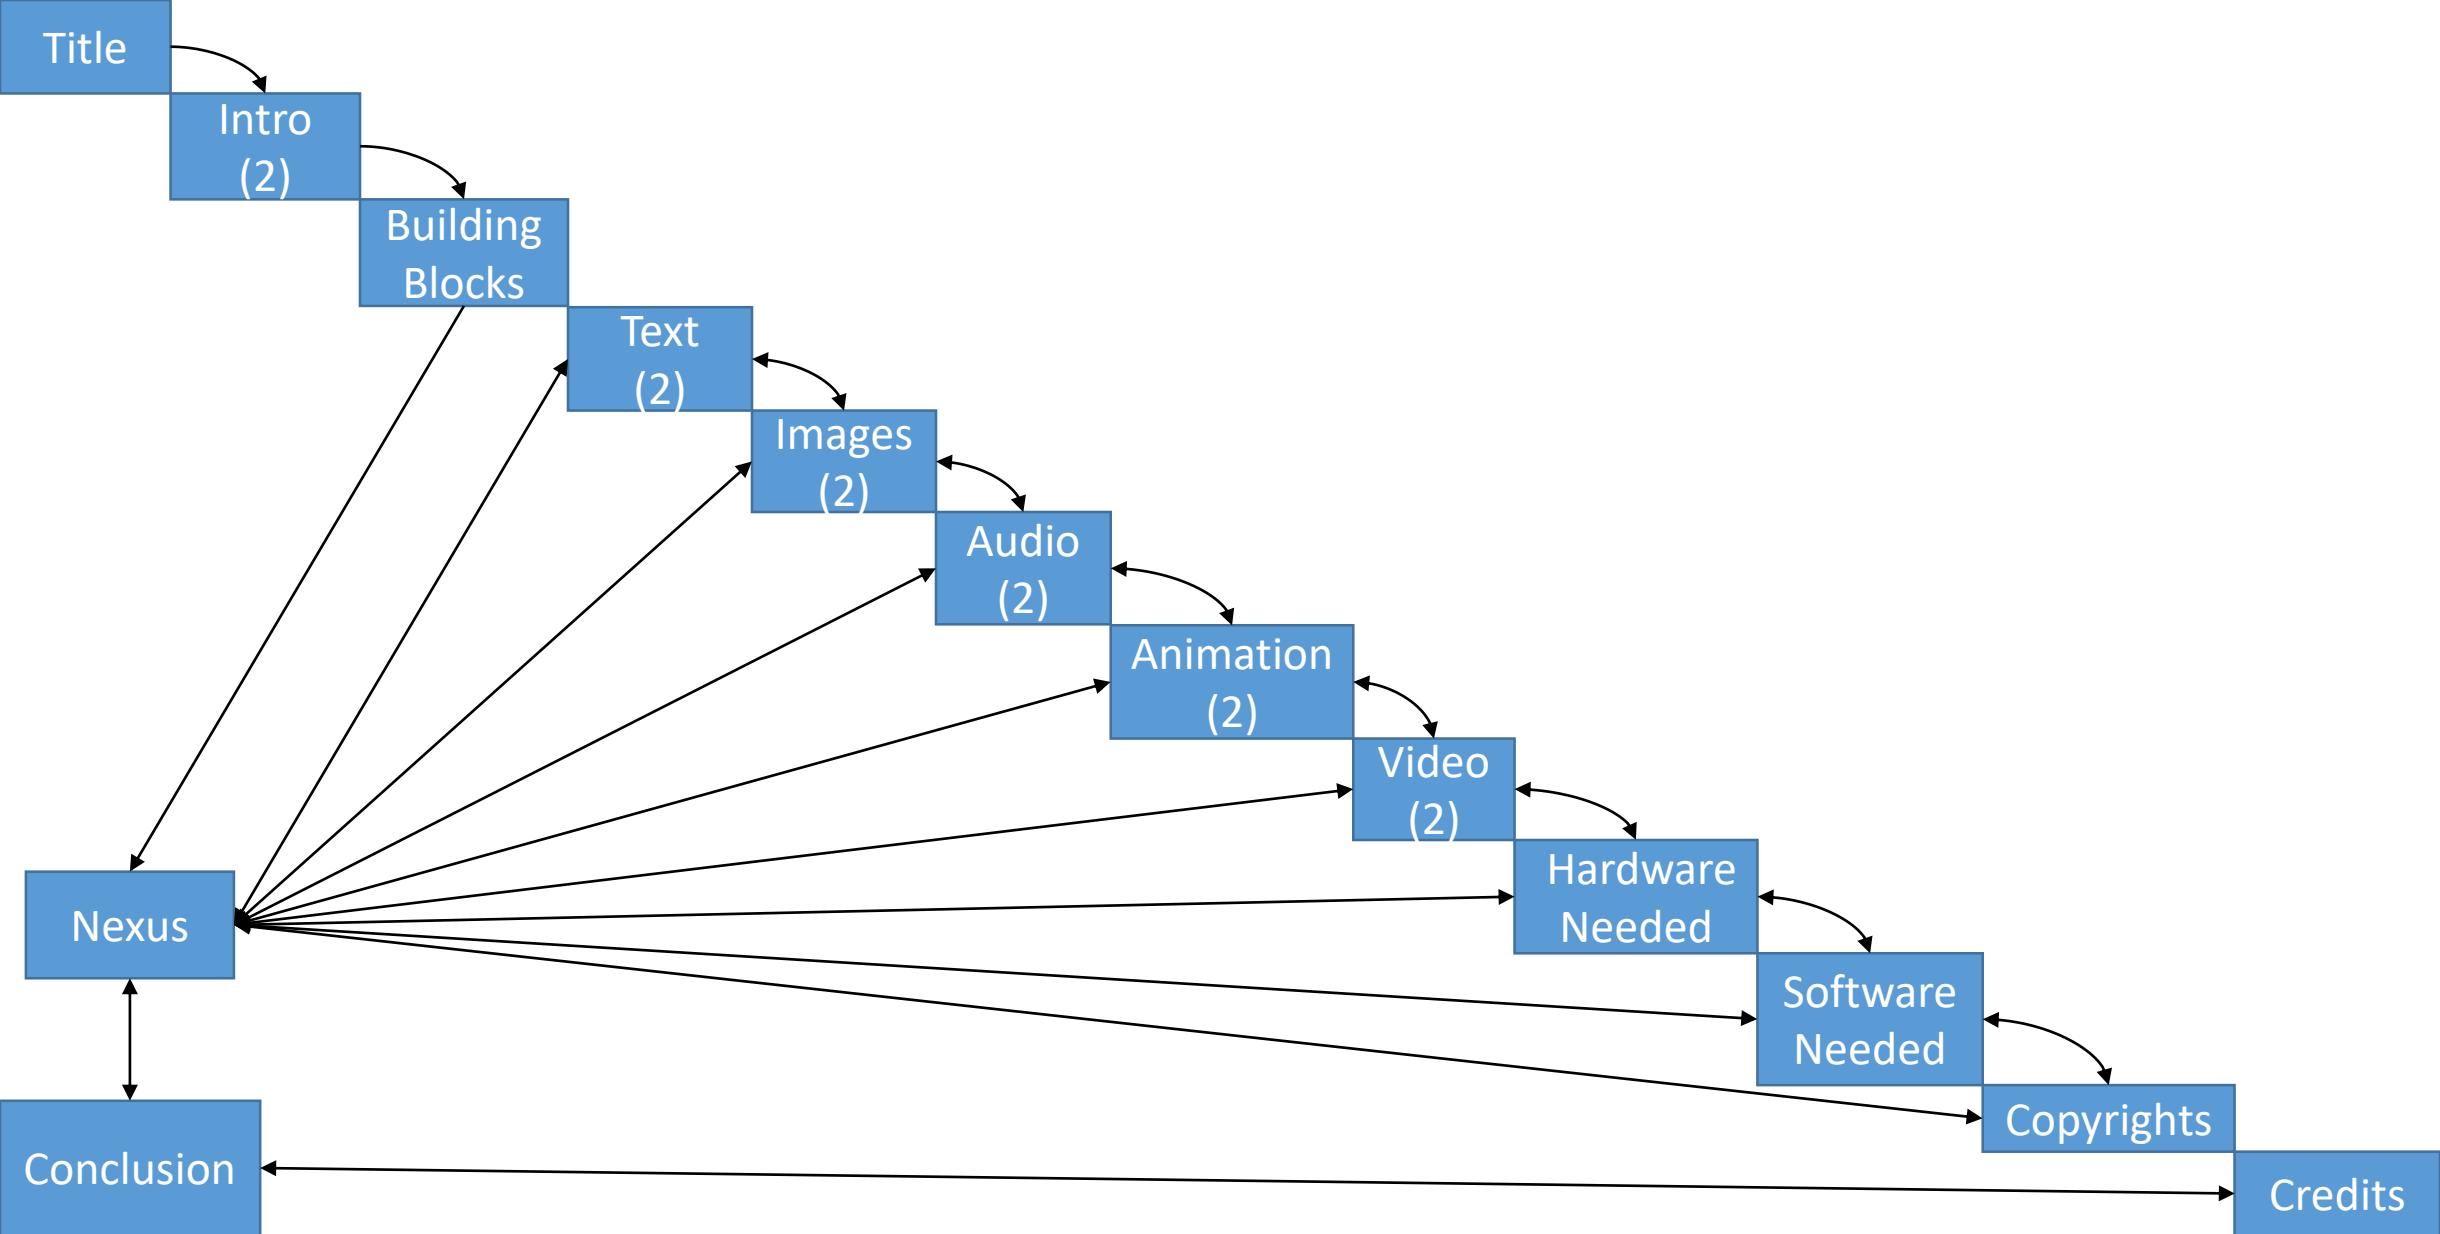 Title
Intro
(2)
Building
Blocks
Text
(2)
Images
(2)
Audio
(2)
Animation
(2)
Video
(2)
Hardware
Needed
Nexus
Software
Needed
Copyrights
Conclusion
Credits